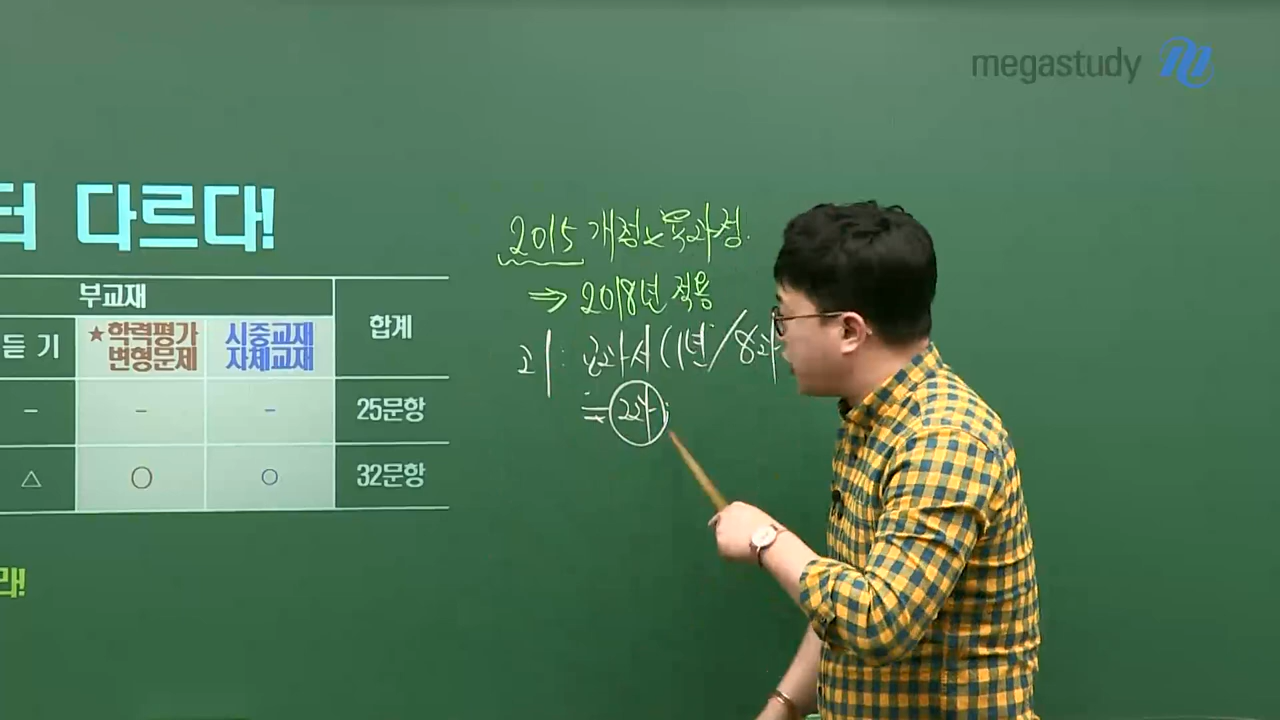 megastudy
터 다르다!
부교재
합계
듣기
★학력평가
변형문제
시중교재
자체교재
- - - 25문항
△ ○ ○ 32문항
라!
2015 개정 교육과정.
⇒ 2018년 적용
고1: 교과서 (1년/8과
÷ 2과